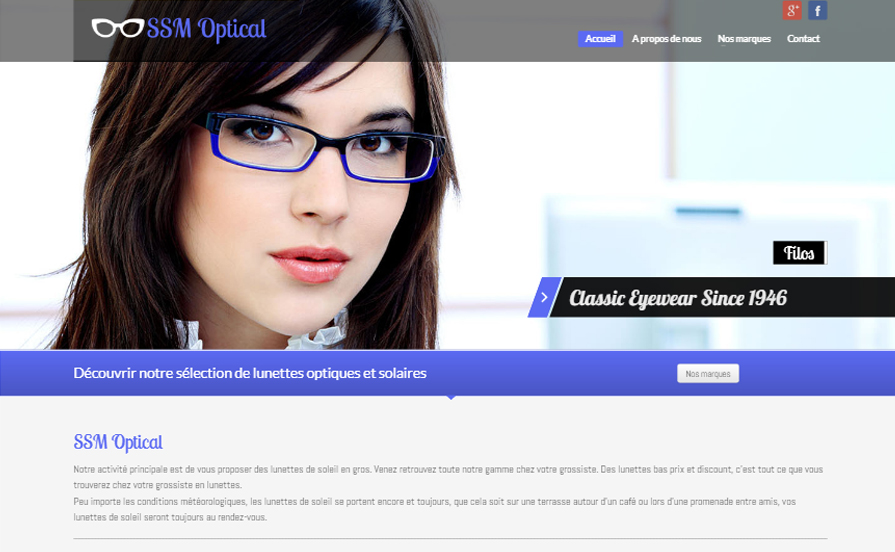 SSM Optical
g+ f
Accueil A propos de nous Nos marques Contact
Filos
Classic Eyewear Since 1946
Découvrir notre sélection de lunettes optiques et solaires
Nos marques
SSM Optical
Notre activité principale est de vous proposer des lunettes de soleil en gros. Venez retrouvez toute notre gamme chez votre grossiste. Des lunettes bas prix et discount, c'est tout ce que vous
trouverez chez votre grossiste en lunettes.
Peu importe les conditions météorologiques, les lunettes de soleil se portent encore et toujours, que cela soit sur une terrasse autour d'un café ou lors d'une promenade entre amis, vos
lunettes de soleil seront toujours au rendez-vous.